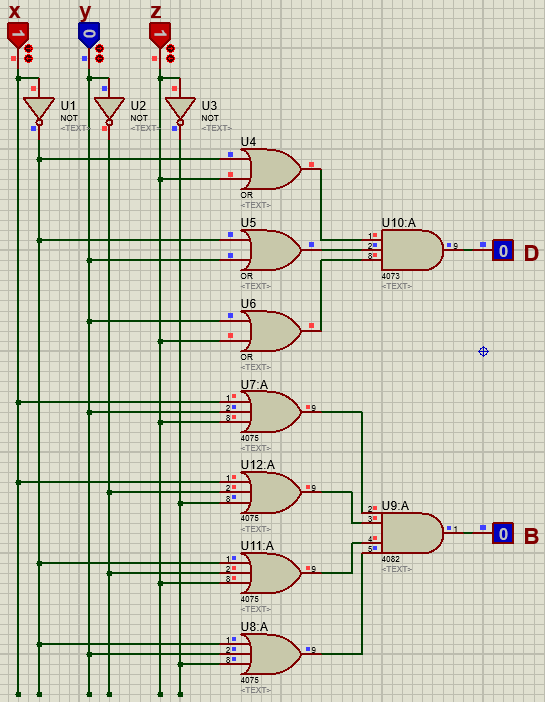 x y z
1 0 1
U1 U2 U3
NOT NOT NOT
<TEXT> <TEXT> <TEXT>
U4
OR
<TEXT>
U5
OR
<TEXT>
U6
OR
<TEXT>
U10:A
1
2
8
9
4073
<TEXT>
0 D
U7:A
1
2
8
9
4075
<TEXT>
U12:A
1
2
8
9
4075
<TEXT>
U11:A
1
2
8
9
4075
<TEXT>
U8:A
1
2
8
9
4075
<TEXT>
U9:A
2
3
4
5
1
4082
<TEXT>
0 B